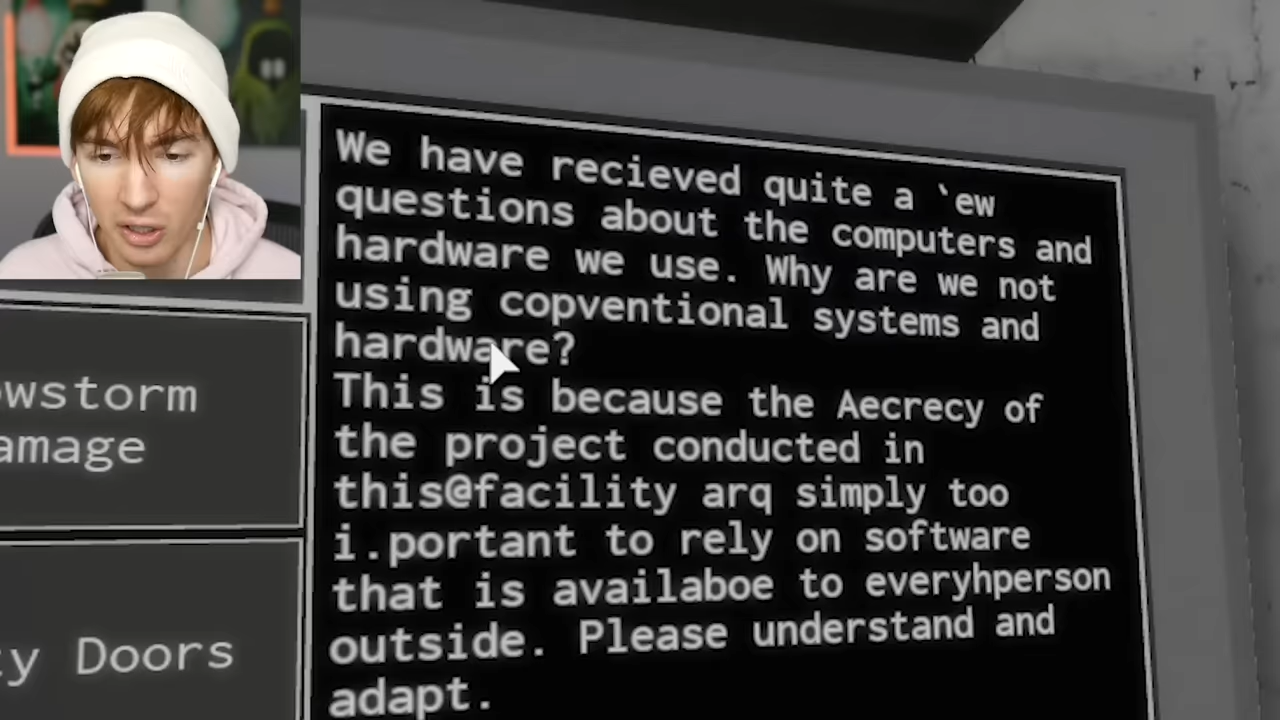 We have recieved quite a `ew
questions about the computers and
hardware we use. Why are we not
using copventional systems and
hardware?
This is because the Aecrecy of
the project conducted in
this@facility arq simply too
i.portant to rely on software
that is availaboe to everyhperson
outside. Please understand and
adapt.
owstorm
amage
ty Doors